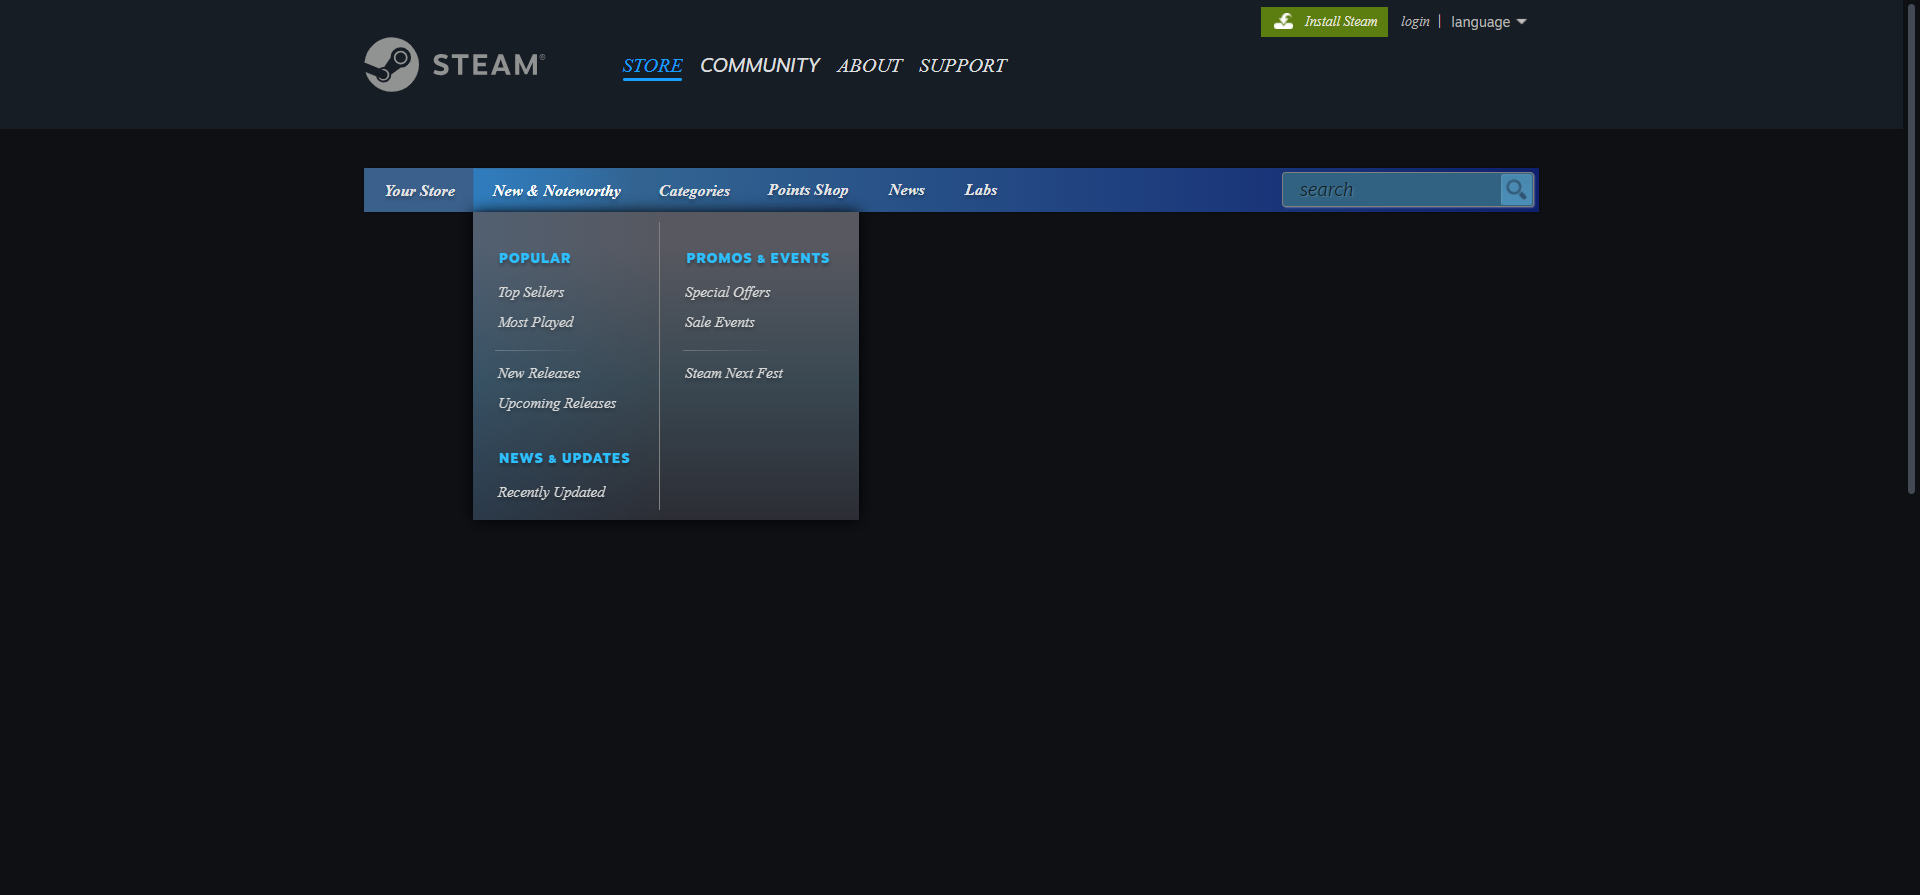 Install Steam login language
STEAM®
STORE COMMUNITY ABOUT SUPPORT
Your Store New & Noteworthy Categories Points Shop News Labs search
POPULAR
Top Sellers
Most Played
New Releases
Upcoming Releases
NEWS & UPDATES
Recently Updated
PROMOS & EVENTS
Special Offers
Sale Events
Steam Next Fest